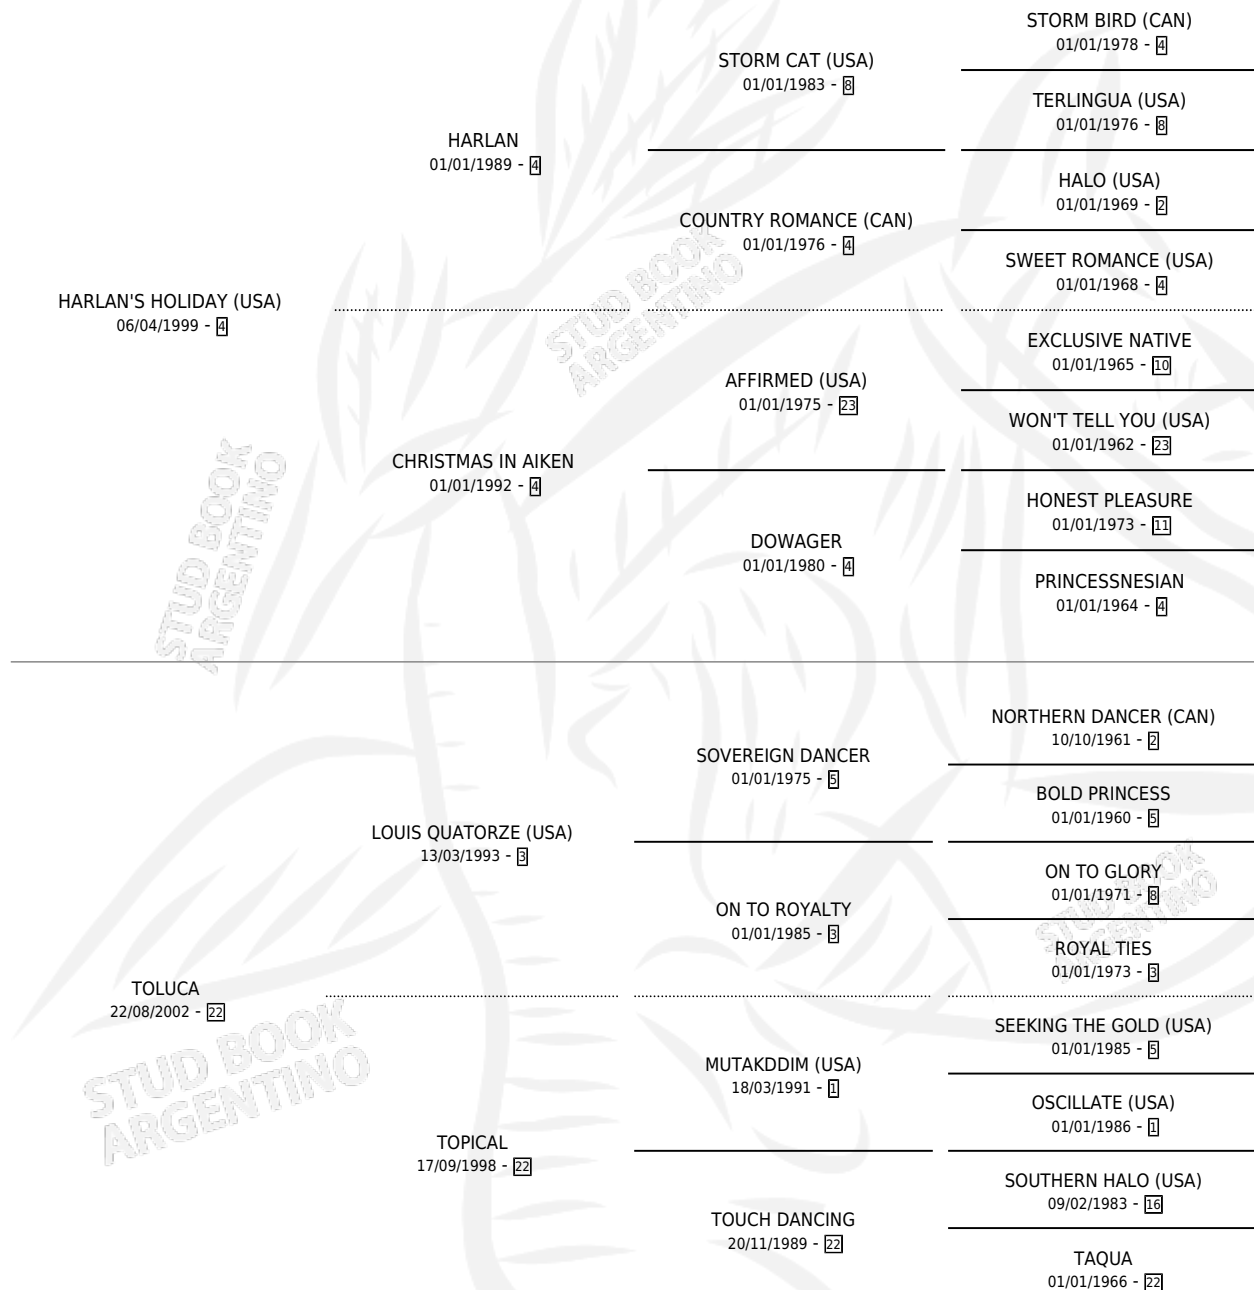 STORM BIRD (CAN)
01/01/1978 - 4
STORM CAT (USA)
01/01/1983 - 8
TERLINGUA (USA)
01/01/1976 - 8
HARLAN
01/01/1989 - 4
HALO (USA)
01/01/1969 - 2
COUNTRY ROMANCE (CAN)
01/01/1976 - 4
SWEET ROMANCE (USA)
01/01/1968 - 4
HARLAN'S HOLIDAY (USA)
06/04/1999 - 4
EXCLUSIVE NATIVE
01/01/1965 - 10
AFFIRMED (USA)
01/01/1975 - 23
WON'T TELL YOU (USA)
01/01/1962 - 23
CHRISTMAS IN AIKEN
01/01/1992 - 4
HONEST PLEASURE
01/01/1973 - 11
DOWAGER
01/01/1980 - 4
PRINCESSNESIAN
01/01/1964 - 4
NORTHERN DANCER (CAN)
10/10/1961 - 2
SOVEREIGN DANCER
01/01/1975 - 5
BOLD PRINCESS
01/01/1960 - 5
LOUIS QUATORZE (USA)
13/03/1993 - 3
ON TO GLORY
01/01/1971 - 8
ON TO ROYALTY
01/01/1985 - 3
ROYAL TIES
01/01/1973 - 3
TOLUCA
22/08/2002 - 22
SEEKING THE GOLD (USA)
01/01/1985 - 5
MUTAKDDIM (USA)
18/03/1991 - 1
OSCILLATE (USA)
01/01/1986 - 1
TOPICAL
17/09/1998 - 22
SOUTHERN HALO (USA)
09/02/1983 - 16
TOUCH DANCING
20/11/1989 - 22
TAQUA
01/01/1966 - 22
STUD BOOK
ARGENTINO
STUD BOOK
ARGENTINO
STUD BOOK
ARGENTINO
STUD BOOK
ARGENTINO